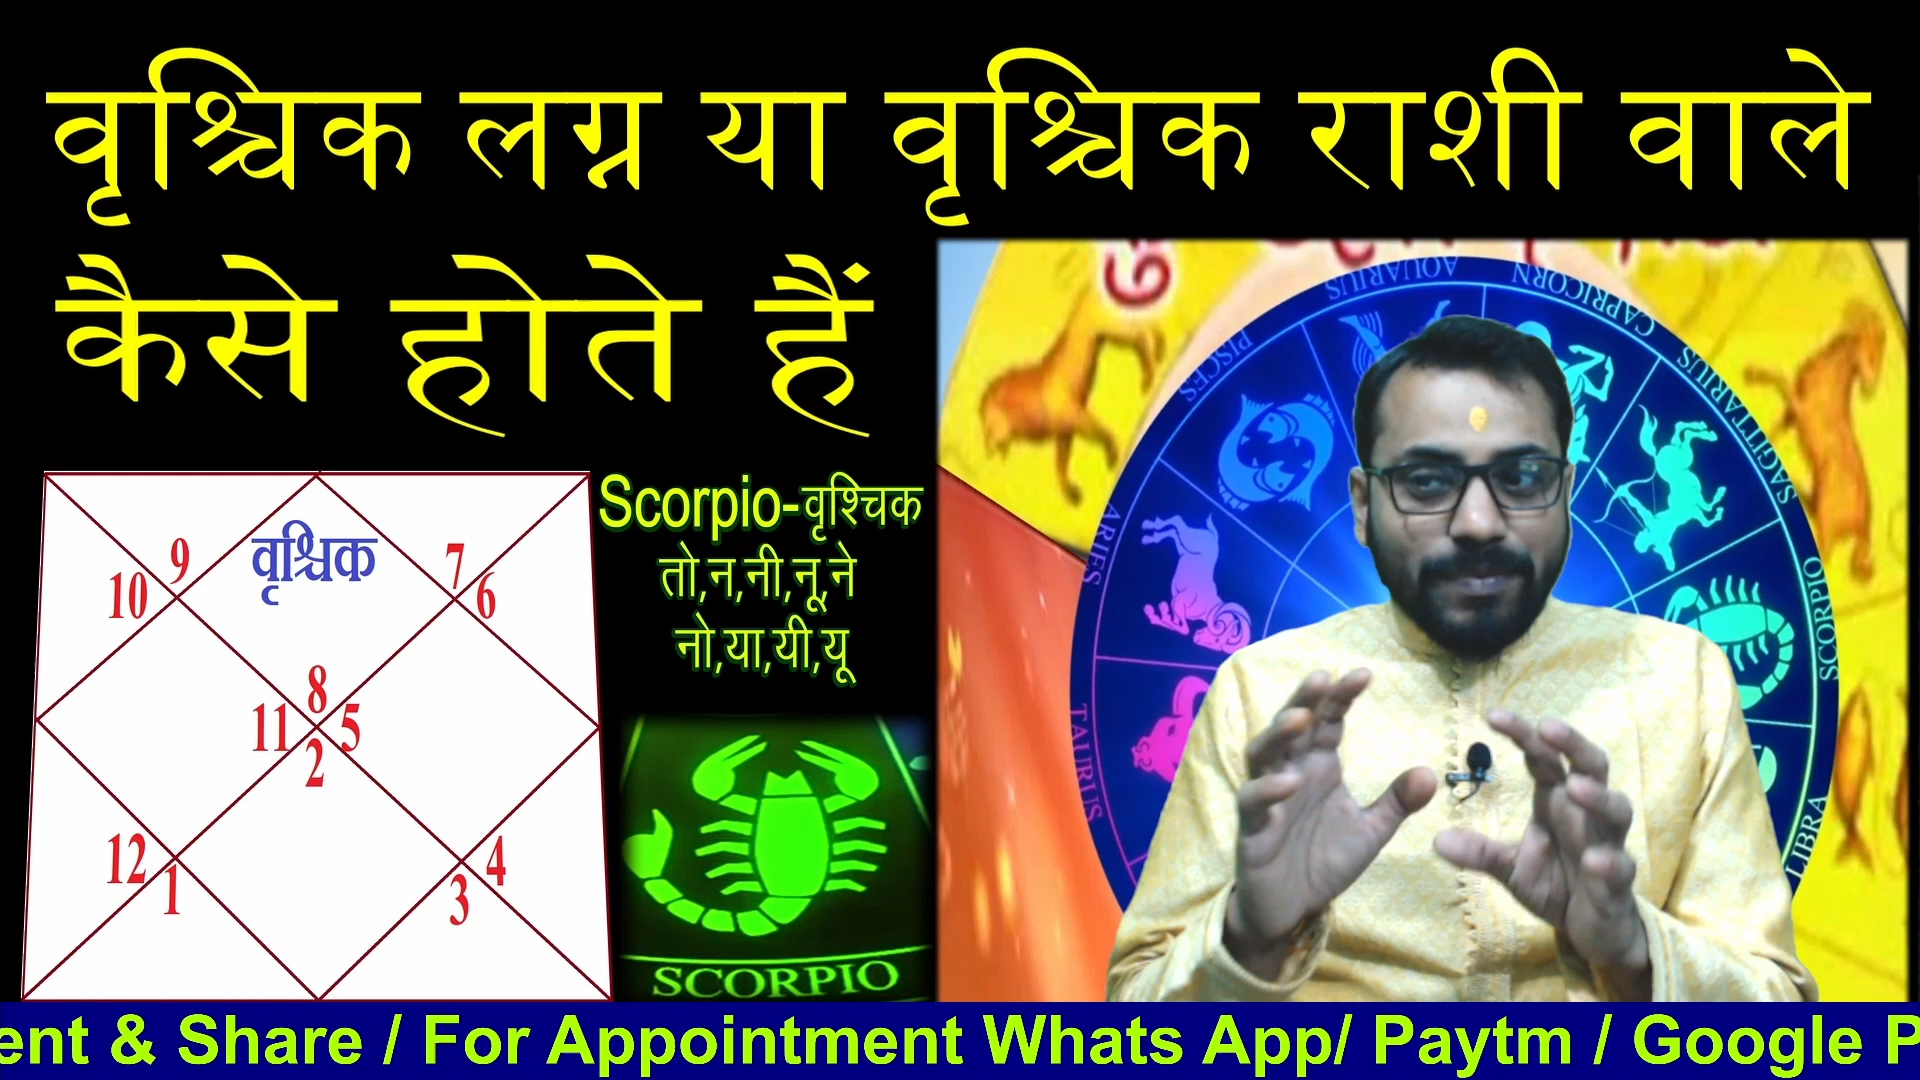 वृश्चिक लग्न या वृश्चिक राशी वाले
कैसे होते हैं
Scorpio-वृश्चिक
तो,न,नी,नू,ने
नो,या,यी,यू
वृश्चिक
9
10
7
6
8
11
5
2
12
1
4
3
SCORPIO
AQUARIUS
CAPRICORN
PISCES
SAGITTARIUS
ARIES
SCORPIO
TAURUS
LIBRA
ent & Share / For Appointment Whats App/ Paytm / Google P